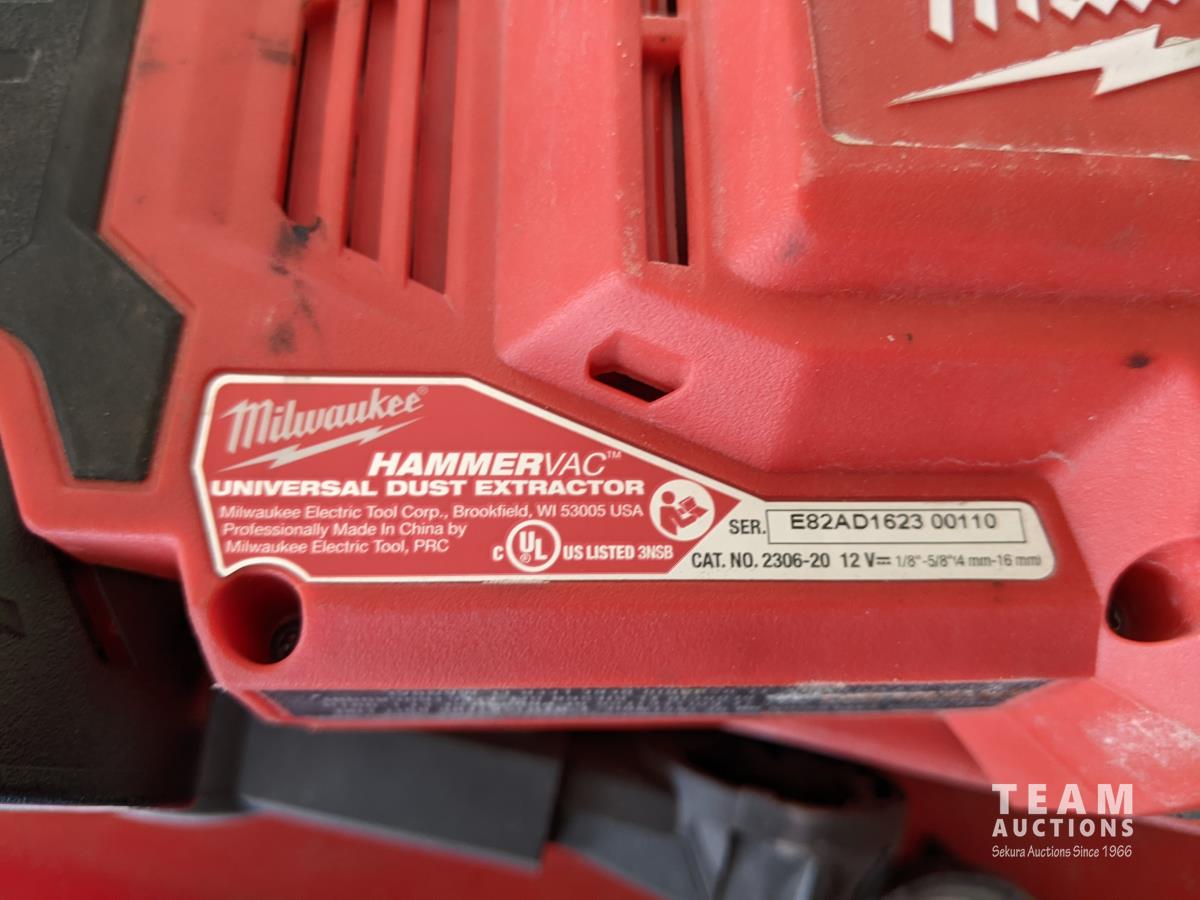 Milwaukee®
HAMMERVAC™
UNIVERSAL DUST EXTRACTOR
Milwaukee Electric Tool Corp., Brookfield, WI 53005 USA
Professionally Made In China by
Milwaukee Electric Tool, PRC
C UL US LISTED 3NSB
SER. E82AD1623 00110
CAT. NO. 2306-20 12 V⎓ 1/8"-5/8"(4 mm-16 mm)
TEAM
AUCTIONS
Sekura Auctions Since 1966